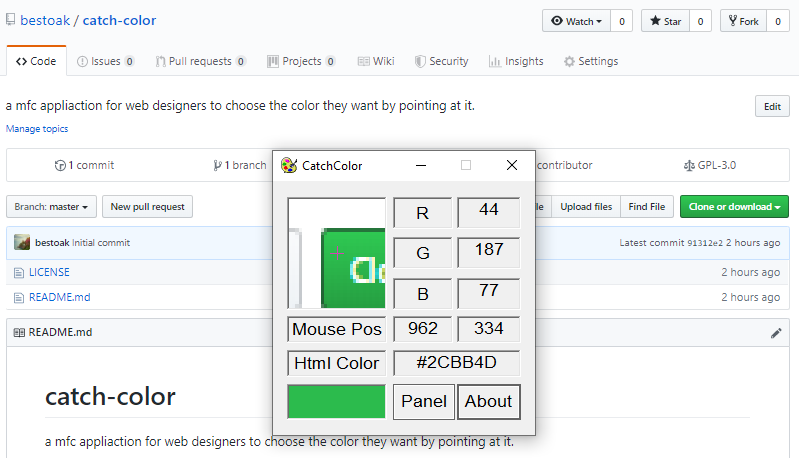 bestoak / catch-color
Watch 0 Star 0 Fork 0
Code Issues 0 Pull requests 0 Projects 0 Wiki Security Insights Settings
a mfc appliaction for web designers to choose the color they want by pointing at it.
Edit
Manage topics
1 commit 1 branch contributor GPL-3.0
Branch: master New pull request Upload files Find File Clone or download
bestoak Initial commit Latest commit 91312e2 2 hours ago
LICENSE 2 hours ago
README.md 2 hours ago
README.md
catch-color
a mfc appliaction for web designers to choose the color they want by pointing at it.
CatchColor
R 44
G 187
B 77
Mouse Pos 962 334
Html Color #2CBB4D
Panel About